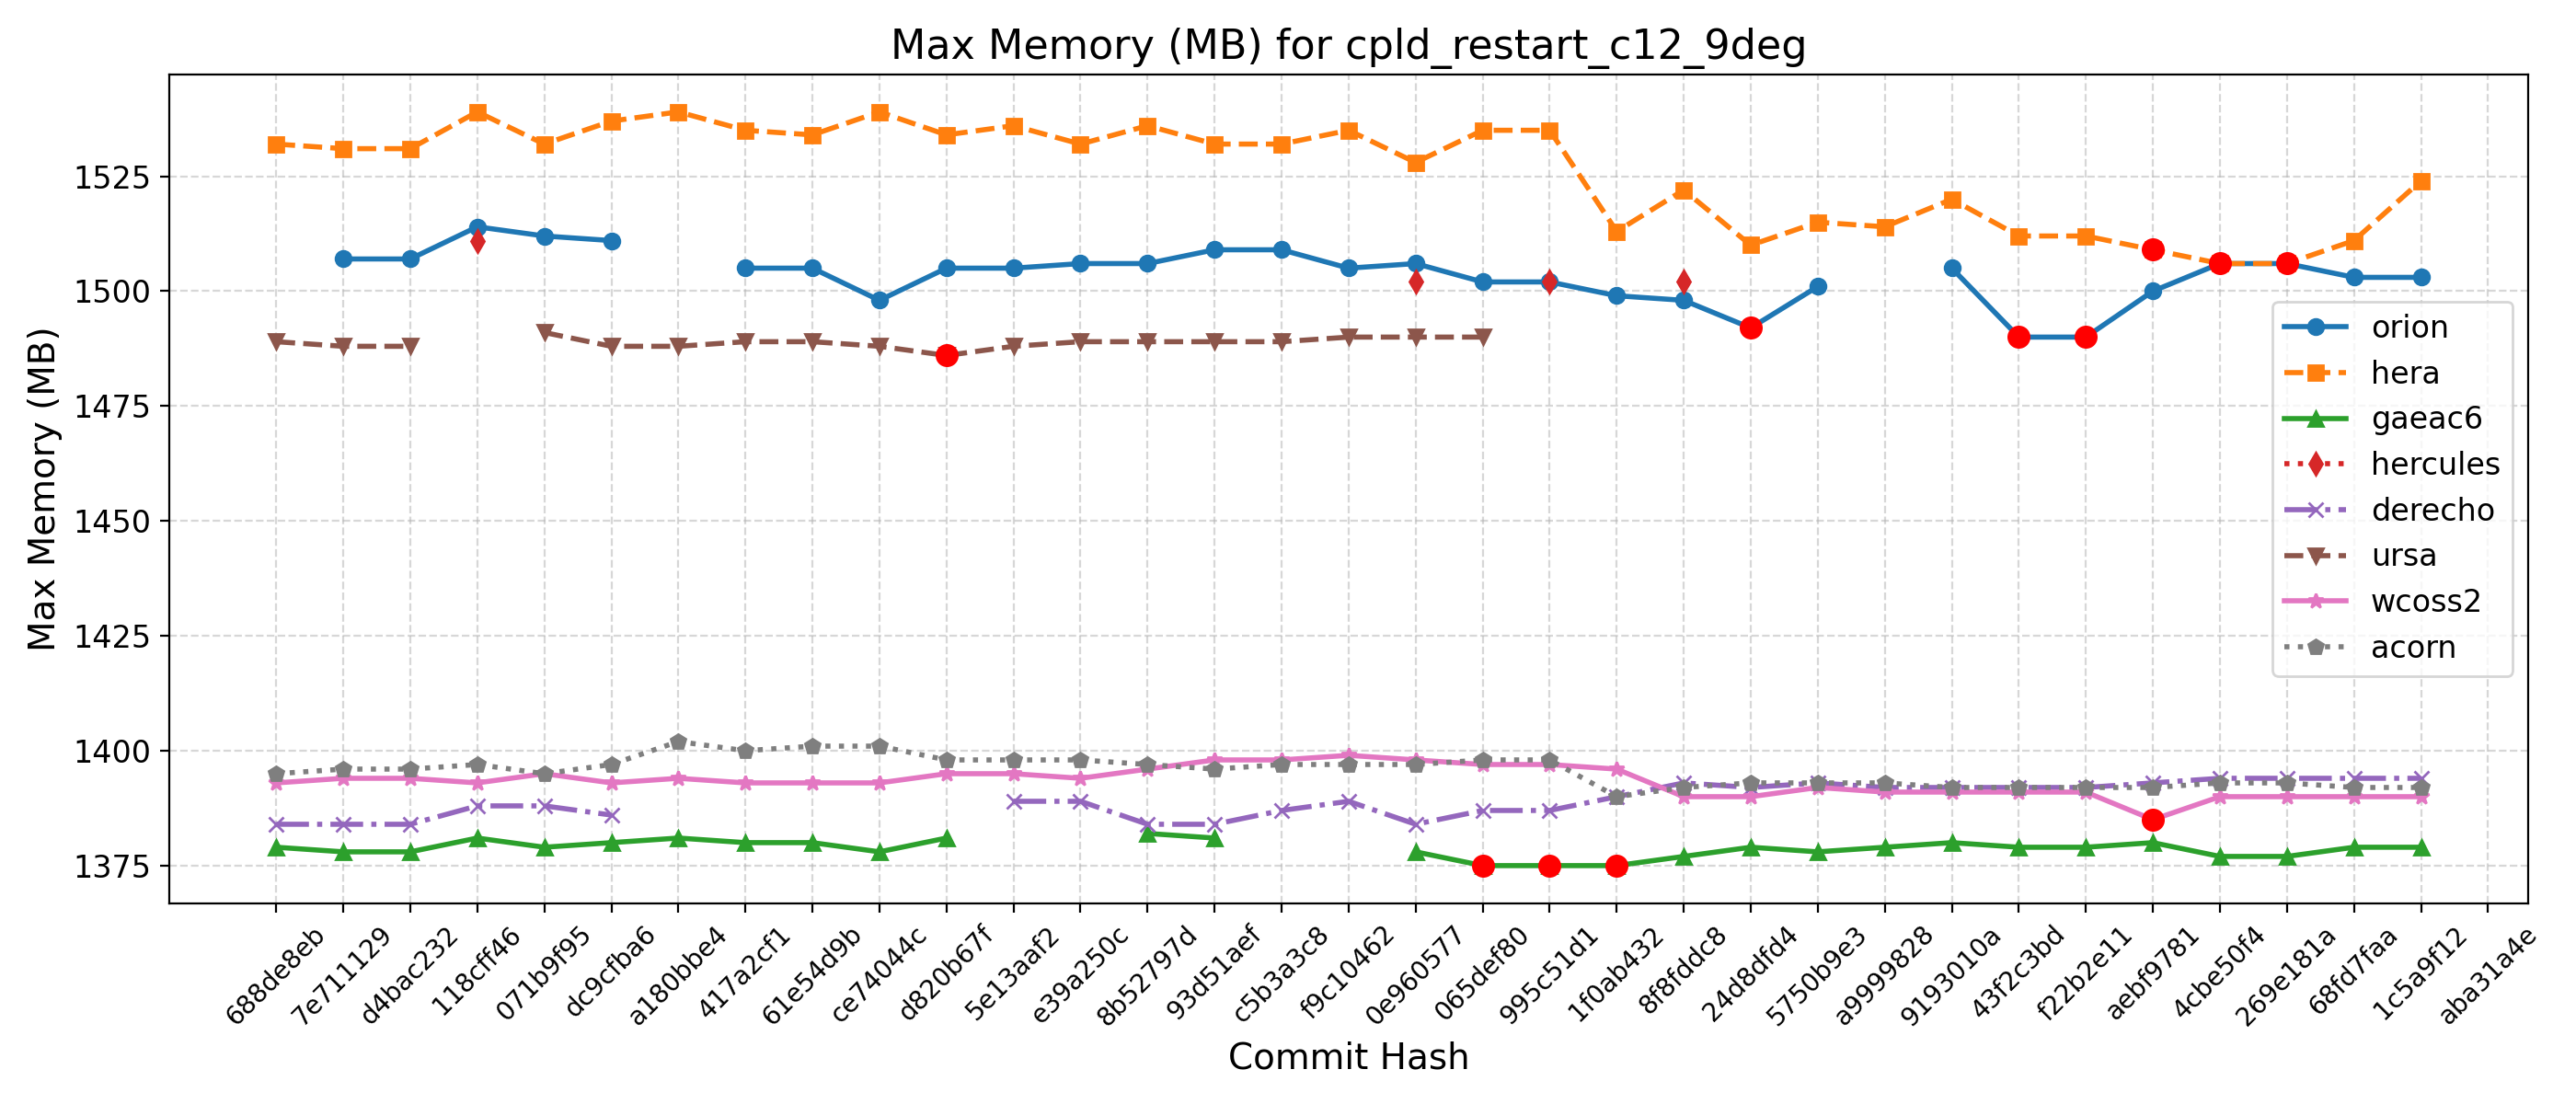 Max Memory (MB) for cpld_restart_c12_9deg
Max Memory (MB)
1525
1500
1475
1450
1425
1400
1375
orion
hera
gaeac6
hercules
derecho
ursa
wcoss2
acorn
688de8eb
7e711129
d4bac232
118cff46
071b9f95
dc9cfba6
a180bbe4
417a2cf1
61e54d9b
ce74044c
d820b67f
5e13aaf2
e39a250c
8b52797d
93d51aef
c5b3a3c8
f9c10462
0e960577
065def80
995c51d1
1f0ab432
8f8fddc8
24d8dfd4
5750b9e3
a9999828
9193010a
43f2c3bd
f22b2e11
aebf9781
4cbe50f4
269e181a
68fd7faa
1c5a9f12
aba31a4e
Commit Hash